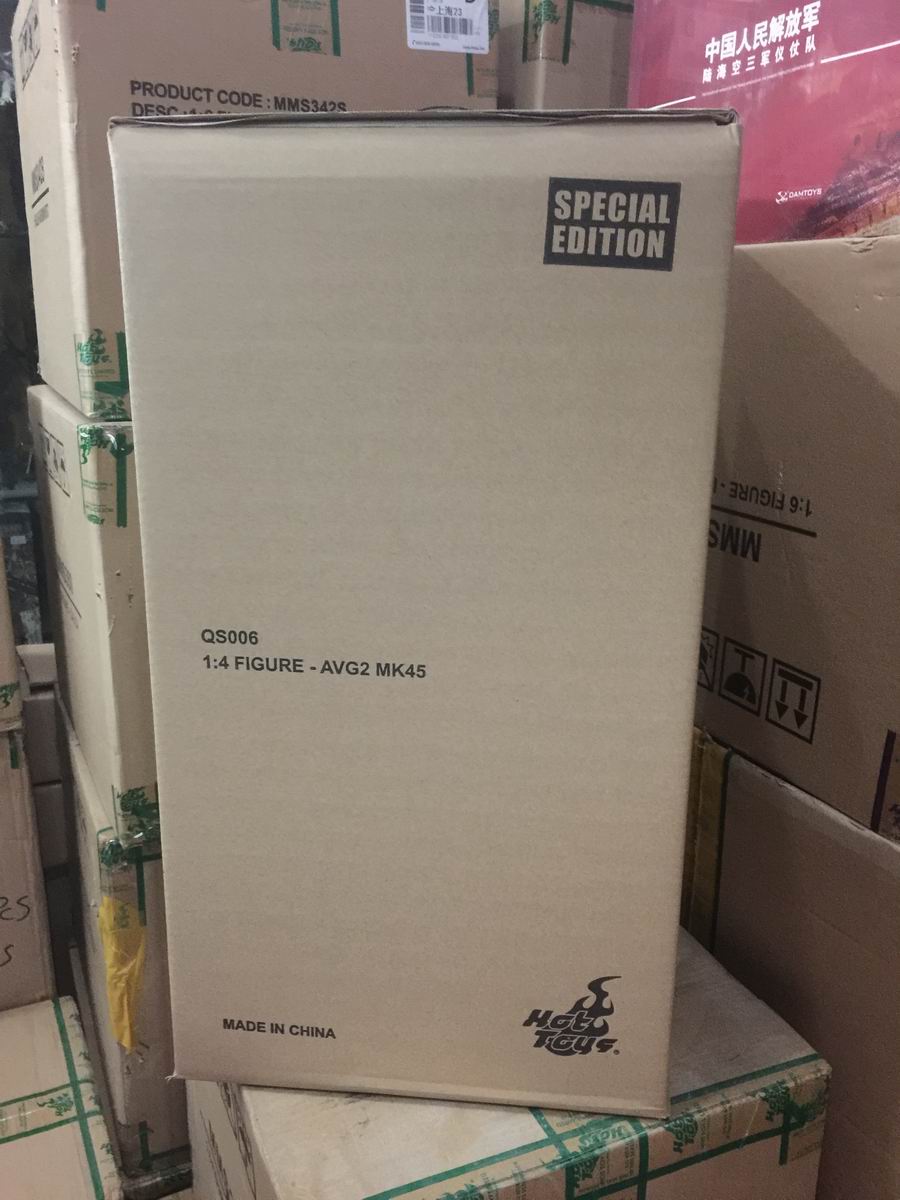 上海23
PRODUCT CODE : MMS342S
中国人民解放军
陆海空三军仪仗队
DAMTOYS
SPECIAL
EDITION
1:6 FIGURE -
MMS
QS006
1:4 FIGURE - AVG2 MK45
MADE IN CHINA
Hot
Toys
Hot
Toys